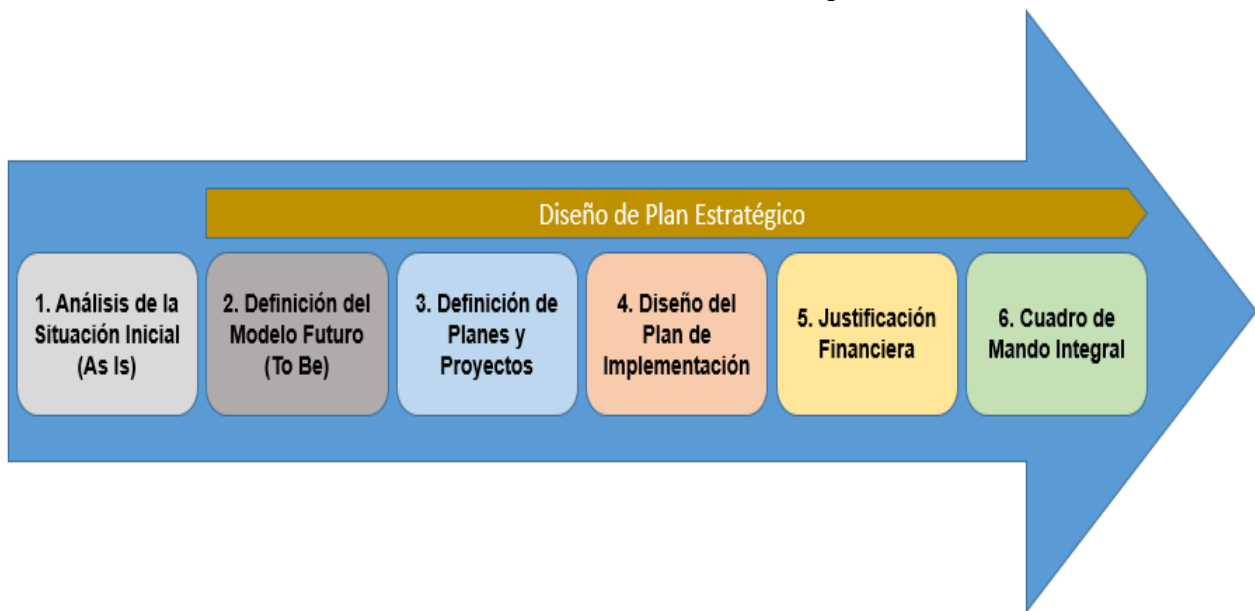 Diseño de Plan Estratégico
1. Análisis de la
Situación Inicial
(As Is)
2. Definición del
Modelo Futuro
(To Be)
3. Definición de
Planes y
Proyectos
4. Diseño del
Plan de
Implementación
5. Justificación
Financiera
6. Cuadro de
Mando Integral